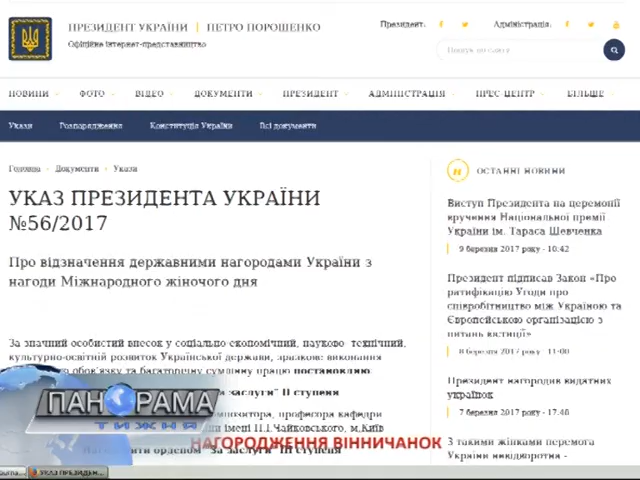 ПРЕЗИДЕНТ УКРАЇНИ | ПЕТРО ПОРОШЕНКО
Офіційне інтернет-представництво
Президент:
Адміністрація:
Пошук по сайту
НОВИНИ ФОТО ВІДЕО ДОКУМЕНТИ ПРЕЗИДЕНТ АДМІНІСТРАЦІЯ ПРЕС-ЦЕНТР БІЛЬШЕ
Укази Розпорядження Конституція України Всі документи
Головна Документи Укази
УКАЗ ПРЕЗИДЕНТА УКРАЇНИ
№56/2017
Про відзначення державними нагородами України з
нагоди Міжнародного жіночого дня
За значний особистий внесок у соціально-економічний, науково-технічний,
культурно-освітній розвиток Української держави, зразкове виконання
обов'язку та багаторічну сумлінну працю постановляю:
заслуги" II ступеня
композитора, професора кафедри
імені П.І.Чайковського, м.Київ
Нагородити орденом "За заслуги" III ступеня
ОСТАННІ НОВИНИ
Виступ Президента на церемонії
вручення Національної премії
України ім. Тараса Шевченка
9 березня 2017 року - 10:42
Президент підписав Закон «Про
ратифікацію Угоди про
співробітництво між Україною та
Європейською організацією з
питань юстиції»
8 березня 2017 року - 11:00
Президент нагородив видатних
українок
7 березня 2017 року - 17:48
З такими жінками перемога
України невідворотна -
ПАНОРАМА
ТИЖНЯ
НАГОРОДЖЕННЯ ВІННИЧАНОК
УКАЗ ПРЕЗИДЕН...